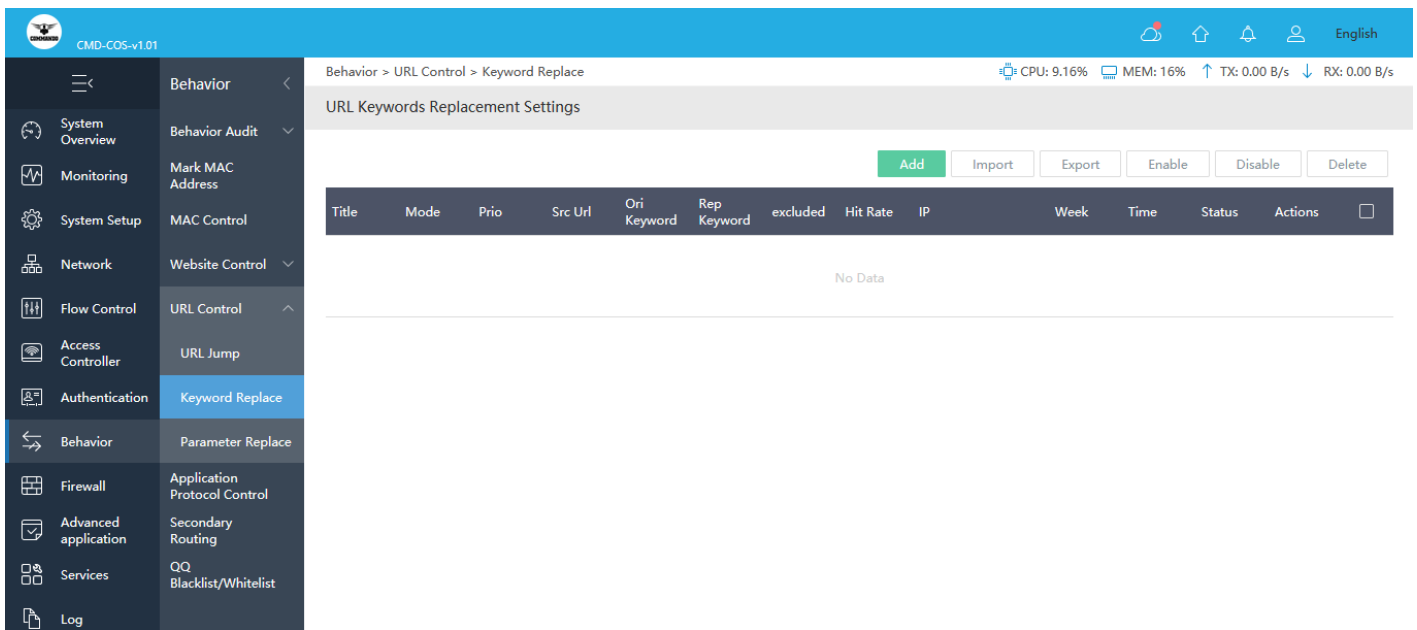 COMMANDO
CMD-COS-v1.01
English
Behavior
Behavior > URL Control > Keyword Replace
CPU: 9.16%
MEM: 16%
TX: 0.00 B/s
RX: 0.00 B/s
URL Keywords Replacement Settings
System
Overview
Monitoring
System Setup
Network
Flow Control
Access
Controller
Authentication
Behavior
Firewall
Advanced
application
Services
Log
Behavior Audit
Mark MAC
Address
MAC Control
Website Control
URL Control
URL Jump
Keyword Replace
Parameter Replace
Application
Protocol Control
Secondary
Routing
QQ
Blacklist/Whitelist
Add
Import
Export
Enable
Disable
Delete
Title
Mode
Prio
Src Url
Ori
Keyword
Rep
Keyword
excluded
Hit Rate
IP
Week
Time
Status
Actions
No Data